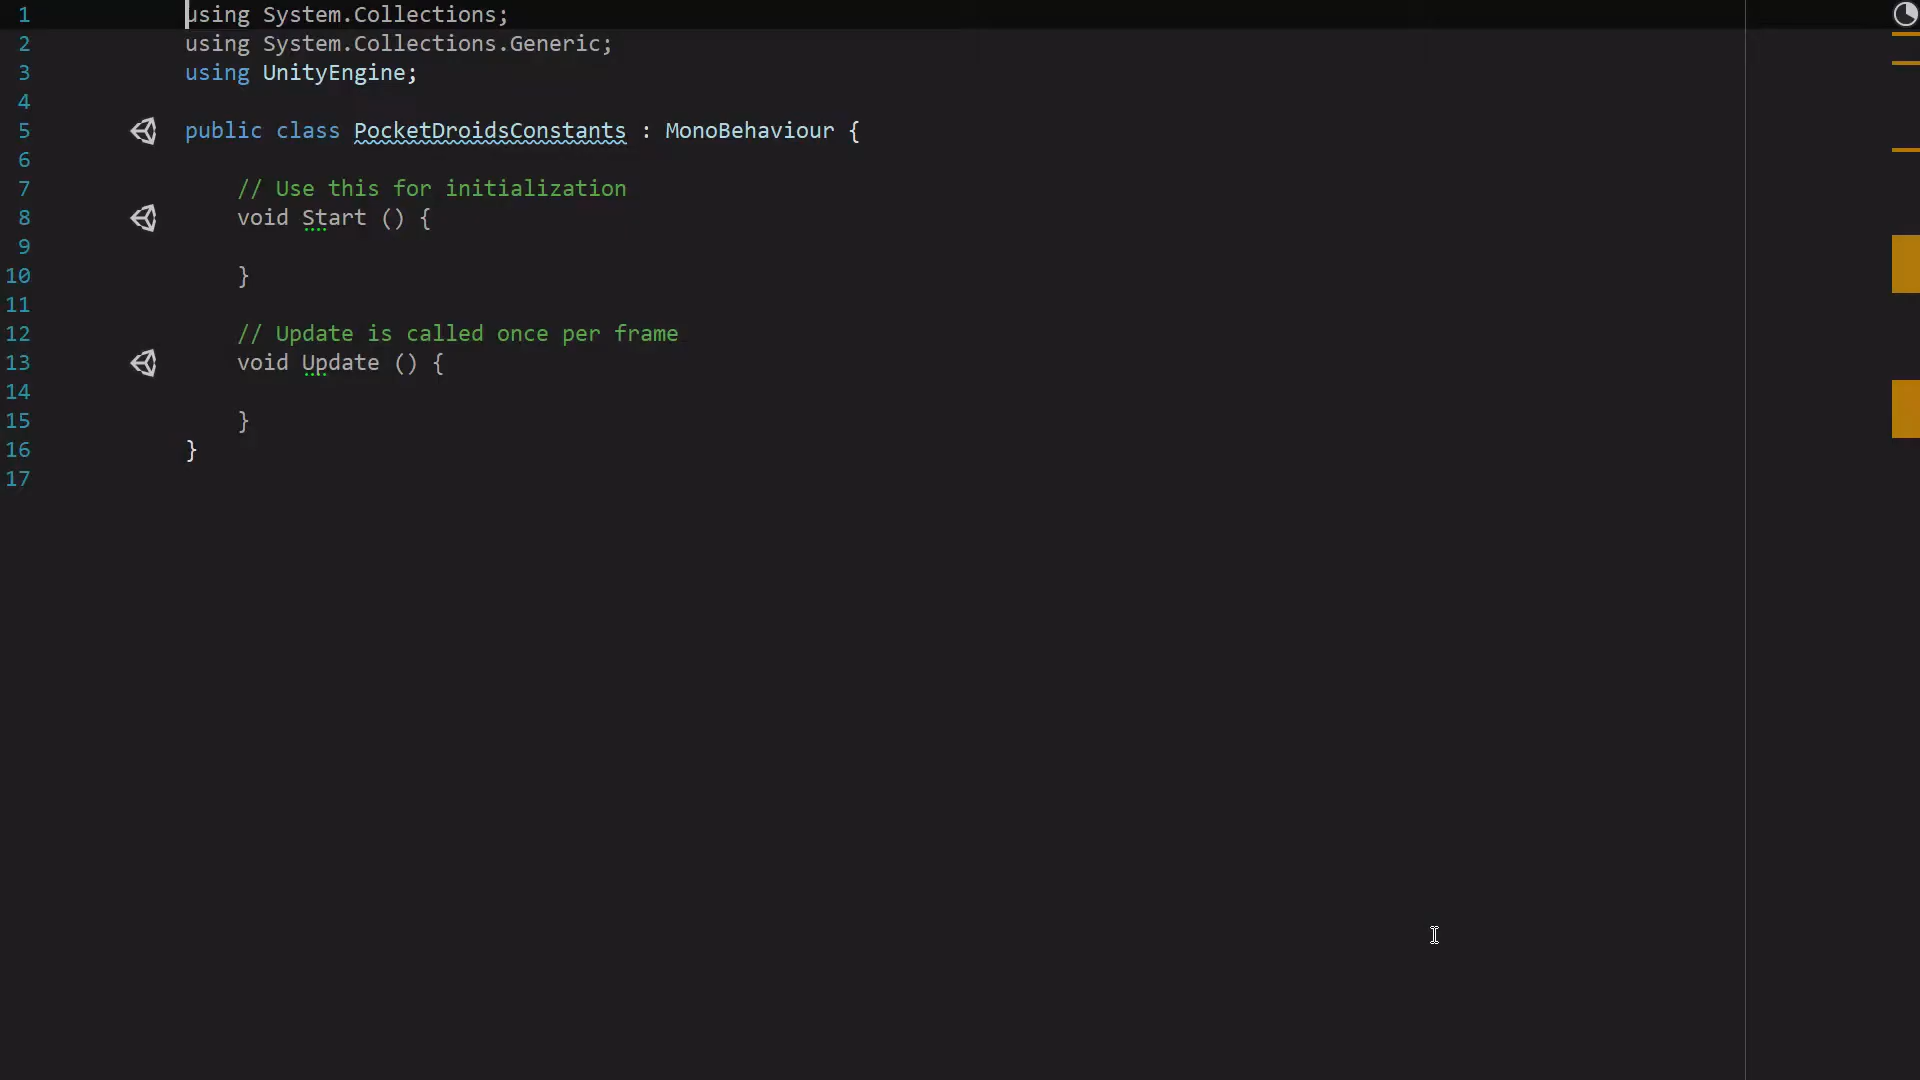 1 using System.Collections;
2 using System.Collections.Generic;
3 using UnityEngine;
4
5 public class PocketDroidsConstants : MonoBehaviour {
6
7 // Use this for initialization
8 void Start () {
9
10 }
11
12 // Update is called once per frame
13 void Update () {
14
15 }
16 }
17